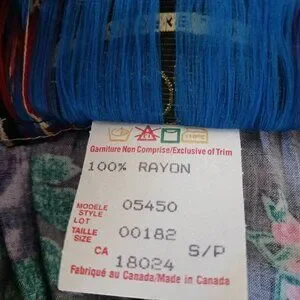 Garniture Non Comprise/Exclusive of Trim
100% RAYON
MODELE
STYLE 05450
LOT
TAILLE 00182
SIZE S/P
CA 18024
Fabriqué au Canada/Made in Canada